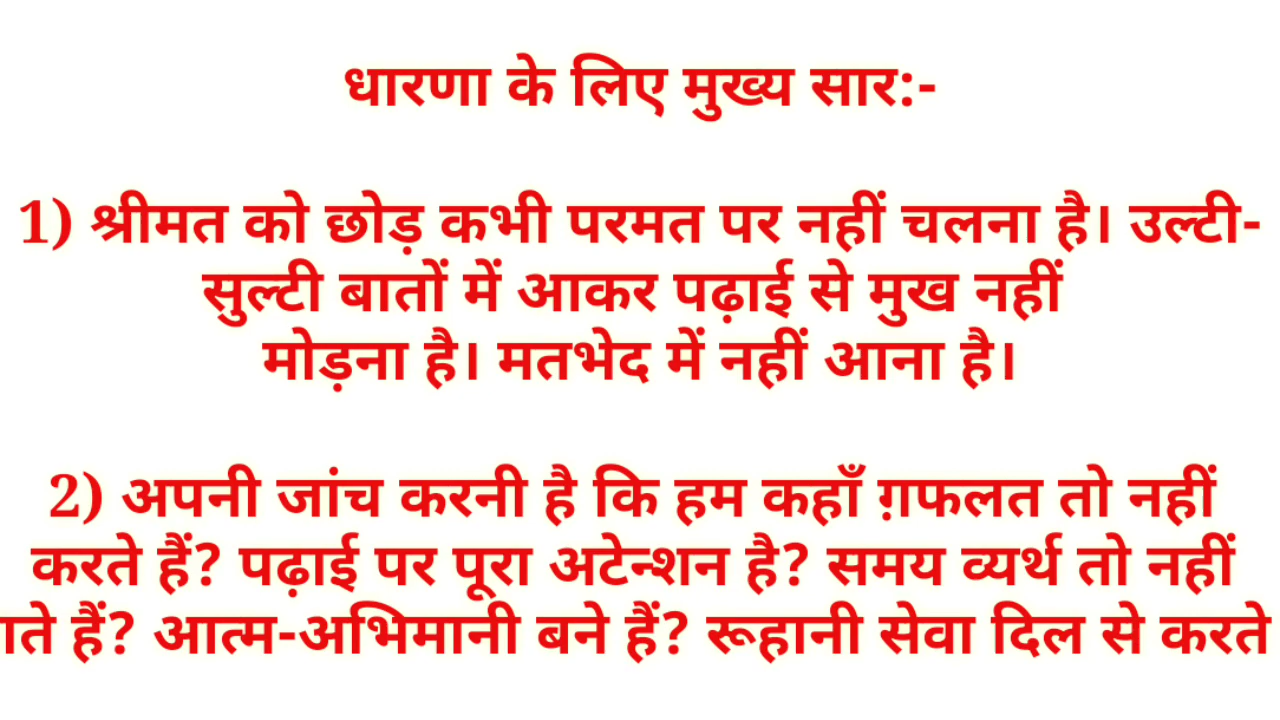 धारणा के लिए मुख्य सार:-
1) श्रीमत को छोड़ कभी परमत पर नहीं चलना है। उल्टी-
सुल्टी बातों में आकर पढ़ाई से मुख नहीं
मोड़ना है। मतभेद में नहीं आना है।
2) अपनी जांच करनी है कि हम कहाँ ग़फलत तो नहीं
करते हैं? पढ़ाई पर पूरा अटेन्शन है? समय व्यर्थ तो नहीं
हैं? आत्म-अभिमानी बने हैं? रूहानी सेवा दिल से करते